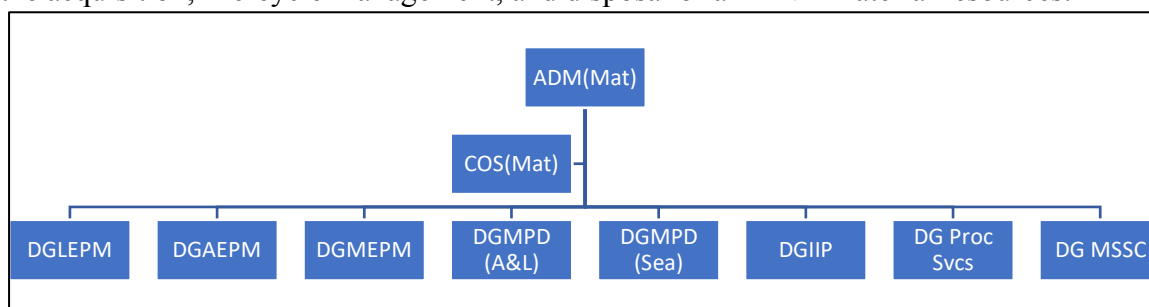 ADM(Mat)
COS(Mat)
DGLEPM
DGAEPM
DGMEPM
DGMPD
(A&L)
DGMPD
(Sea)
DGIIP
DG Proc
Svcs
DG MSSC